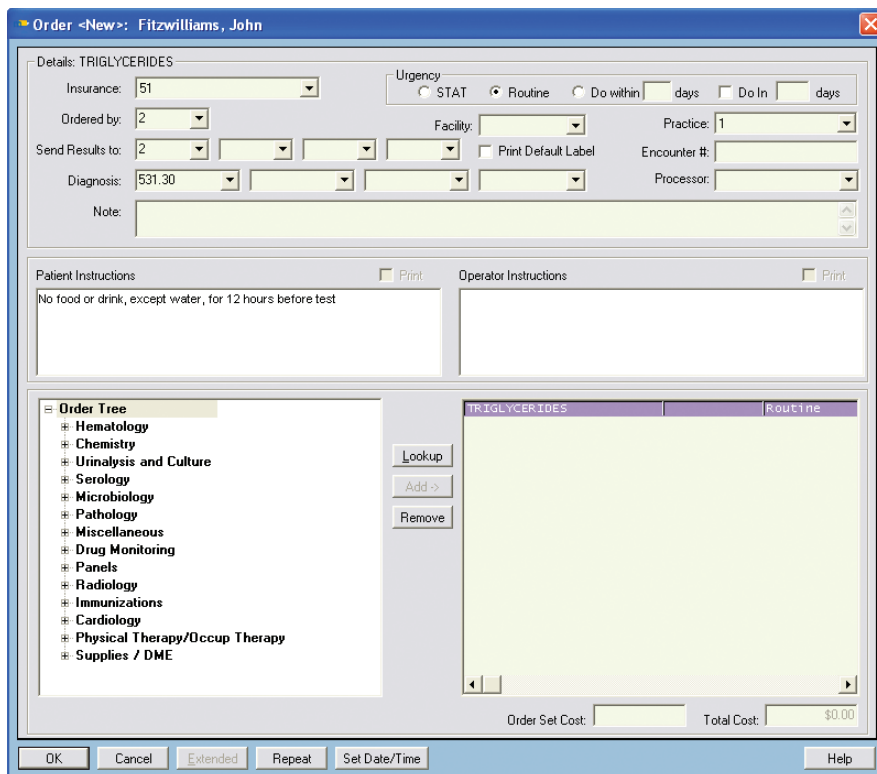 Order <New>: Fitzwilliams, John
Details: TRIGLYCERIDES
Insurance: 51
Urgency
STAT Routine Do within days Do In days
Ordered by: 2
Facility:
Practice: 1
Send Results to: 2
Print Default Label
Encounter #:
Diagnosis: 531.30
Processor:
Note:
Patient Instructions Print
Operator Instructions Print
No food or drink, except water, for 12 hours before test
Order Tree
Hematology
Chemistry
Urinalysis and Culture
Serology
Microbiology
Pathology
Miscellaneous
Drug Monitoring
Panels
Radiology
Immunizations
Cardiology
Physical Therapy/Occup Therapy
Supplies / DME
Lookup
Add ->
Remove
TRIGLYCERIDES Routine
Order Set Cost: Total Cost: $0.00
OK Cancel Extended Repeat Set Date/Time Help